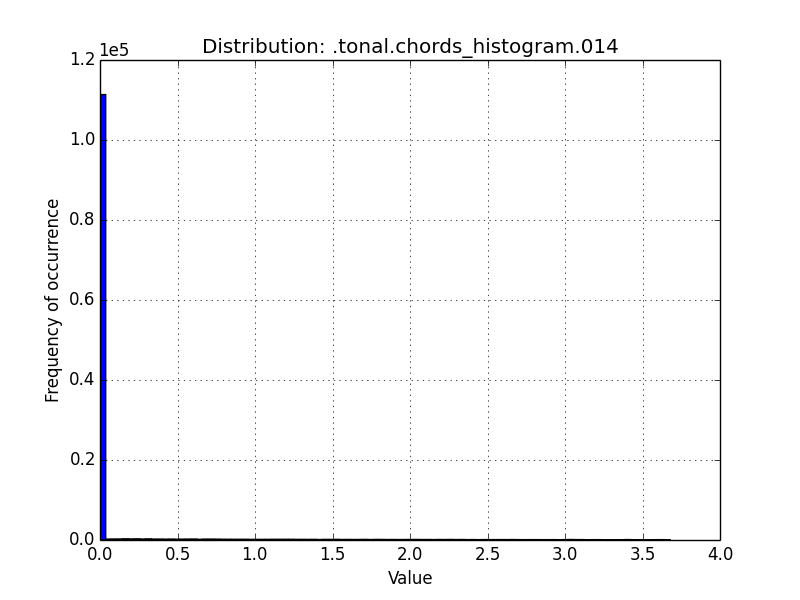 Distribution: .tonal.chords_histogram.014
1e5
1.2
1.0
0.8
0.6
0.4
0.2
0.0
Frequency of occurrence
0.0 0.5 1.0 1.5 2.0 2.5 3.0 3.5 4.0
Value